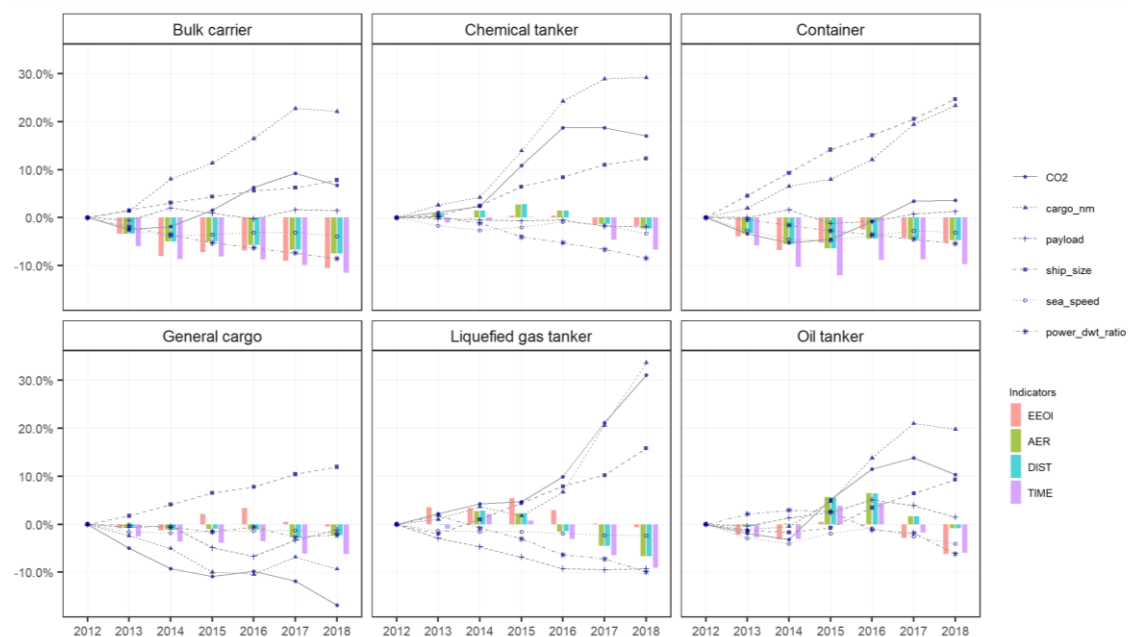 Bulk carrier
Chemical tanker
Container
30.0%
20.0%
10.0%
0.0%
-10.0%
General cargo
Liquefied gas tanker
Oil tanker
30.0%
20.0%
10.0%
0.0%
-10.0%
2012 2013 2014 2015 2016 2017 2018
2012 2013 2014 2015 2016 2017 2018
2012 2013 2014 2015 2016 2017 2018
CO2
cargo_nm
payload
ship_size
sea_speed
power_dwt_ratio
Indicators
EEOI
AER
DIST
TIME